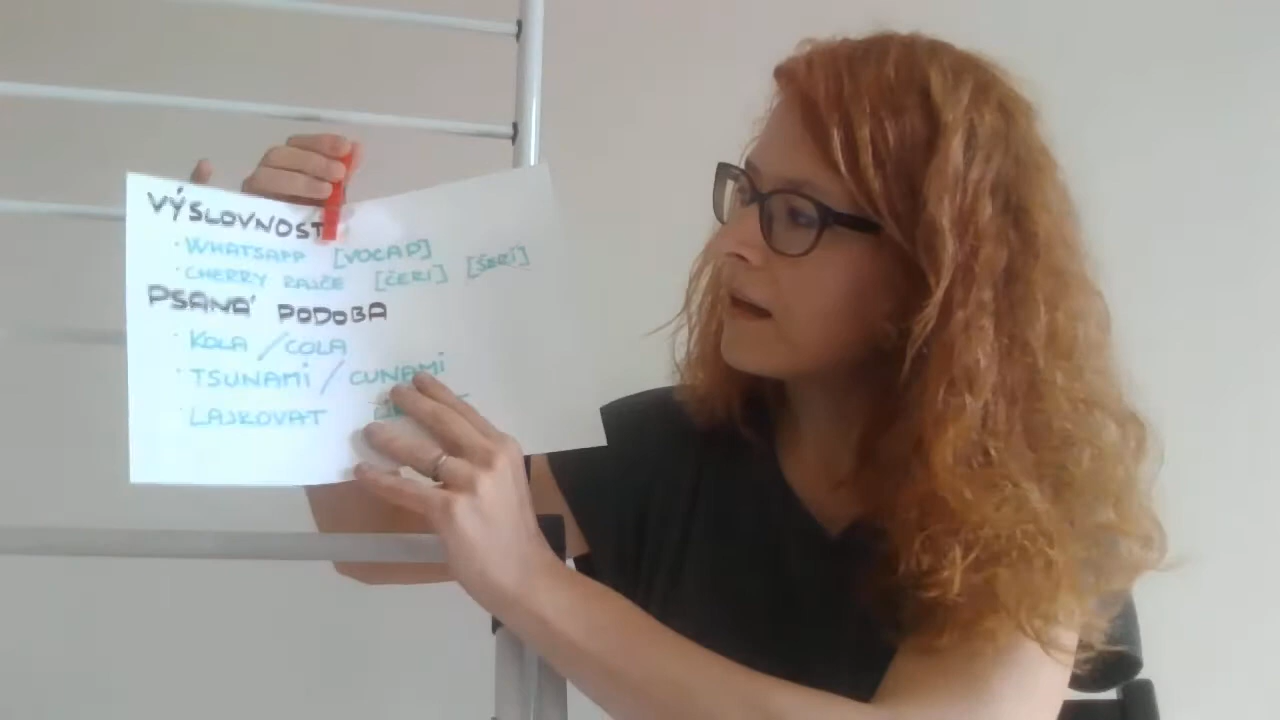 VÝSLOVNOST
· WHATSAPP [VOCAP]
· CHERRY RAJČE [ČERI] [ŠERI]
PSANÁ PODOBA
· KOLA / COLA
· TSUNAMI / CUNAMI
· LAJKOVAT